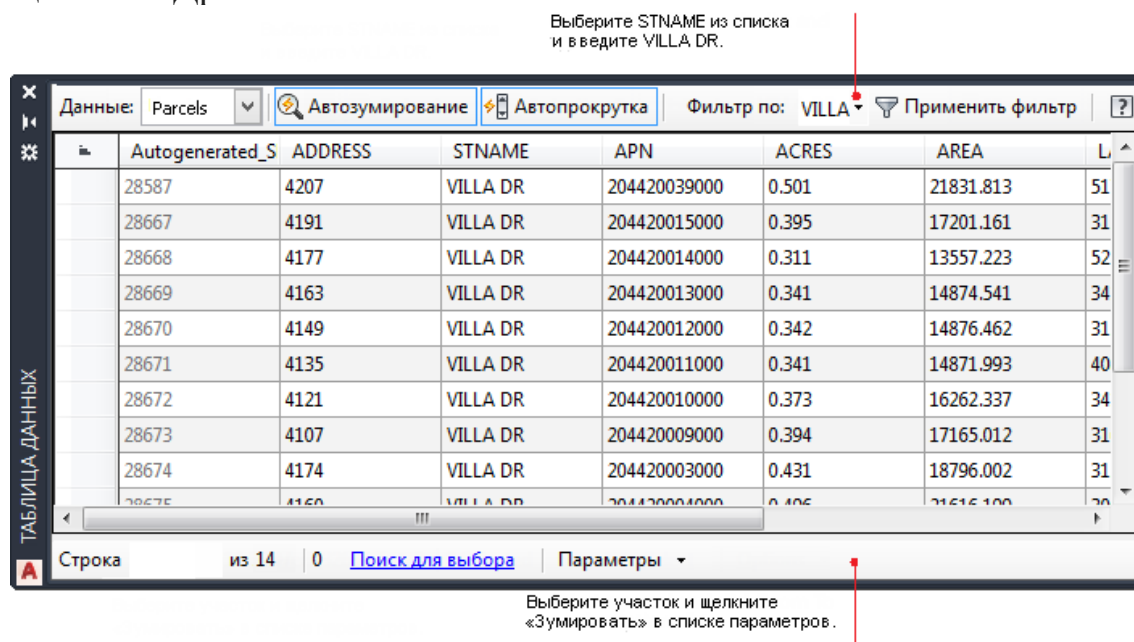 Выберите STNAME из списка
и введите VILLA DR.
Данные: Parcels Автозумирование Автопрокрутка Фильтр по: VILLA Применить фильтр ?
Autogenerated_S ADDRESS STNAME APN ACRES AREA
28587 4207 VILLA DR 204420039000 0.501 21831.813 51
28667 4191 VILLA DR 204420015000 0.395 17201.161 31
28668 4177 VILLA DR 204420014000 0.311 13557.223 52
28669 4163 VILLA DR 204420013000 0.341 14874.541 34
28670 4149 VILLA DR 204420012000 0.342 14876.462 31
28671 4135 VILLA DR 204420011000 0.341 14871.993 40
28672 4121 VILLA DR 204420010000 0.373 16262.337 34
28673 4107 VILLA DR 204420009000 0.394 17165.012 31
28674 4174 VILLA DR 204420003000 0.431 18796.002 31
VILLA DR
ТАБЛИЦА ДАННЫХ
A
Строка из 14 0 Поиск для выбора Параметры
Выберите участок и щелкните
«Зумировать» в списке параметров.